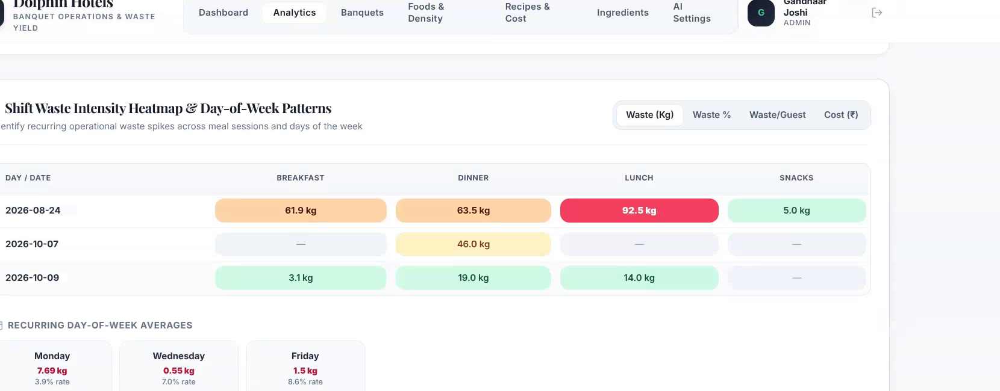 Dolphin Hotels
BANQUET OPERATIONS & WASTE
YIELD
Dashboard
Analytics
Banquets
Foods &
Density
Recipes &
Cost
Ingredients
AI
Settings
G
Gandhaar
Joshi
ADMIN
Shift Waste Intensity Heatmap & Day-of-Week Patterns
entify recurring operational waste spikes across meal sessions and days of the week
Waste (Kg) Waste % Waste/Guest Cost (₹)
DAY / DATE BREAKFAST DINNER LUNCH SNACKS
2026-08-24 61.9 kg 63.5 kg 92.5 kg 5.0 kg
2026-10-07 — 46.0 kg — —
2026-10-09 3.1 kg 19.0 kg 14.0 kg —
RECURRING DAY-OF-WEEK AVERAGES
Monday
7.69 kg
3.9% rate
Wednesday
0.55 kg
7.0% rate
Friday
1.5 kg
8.6% rate